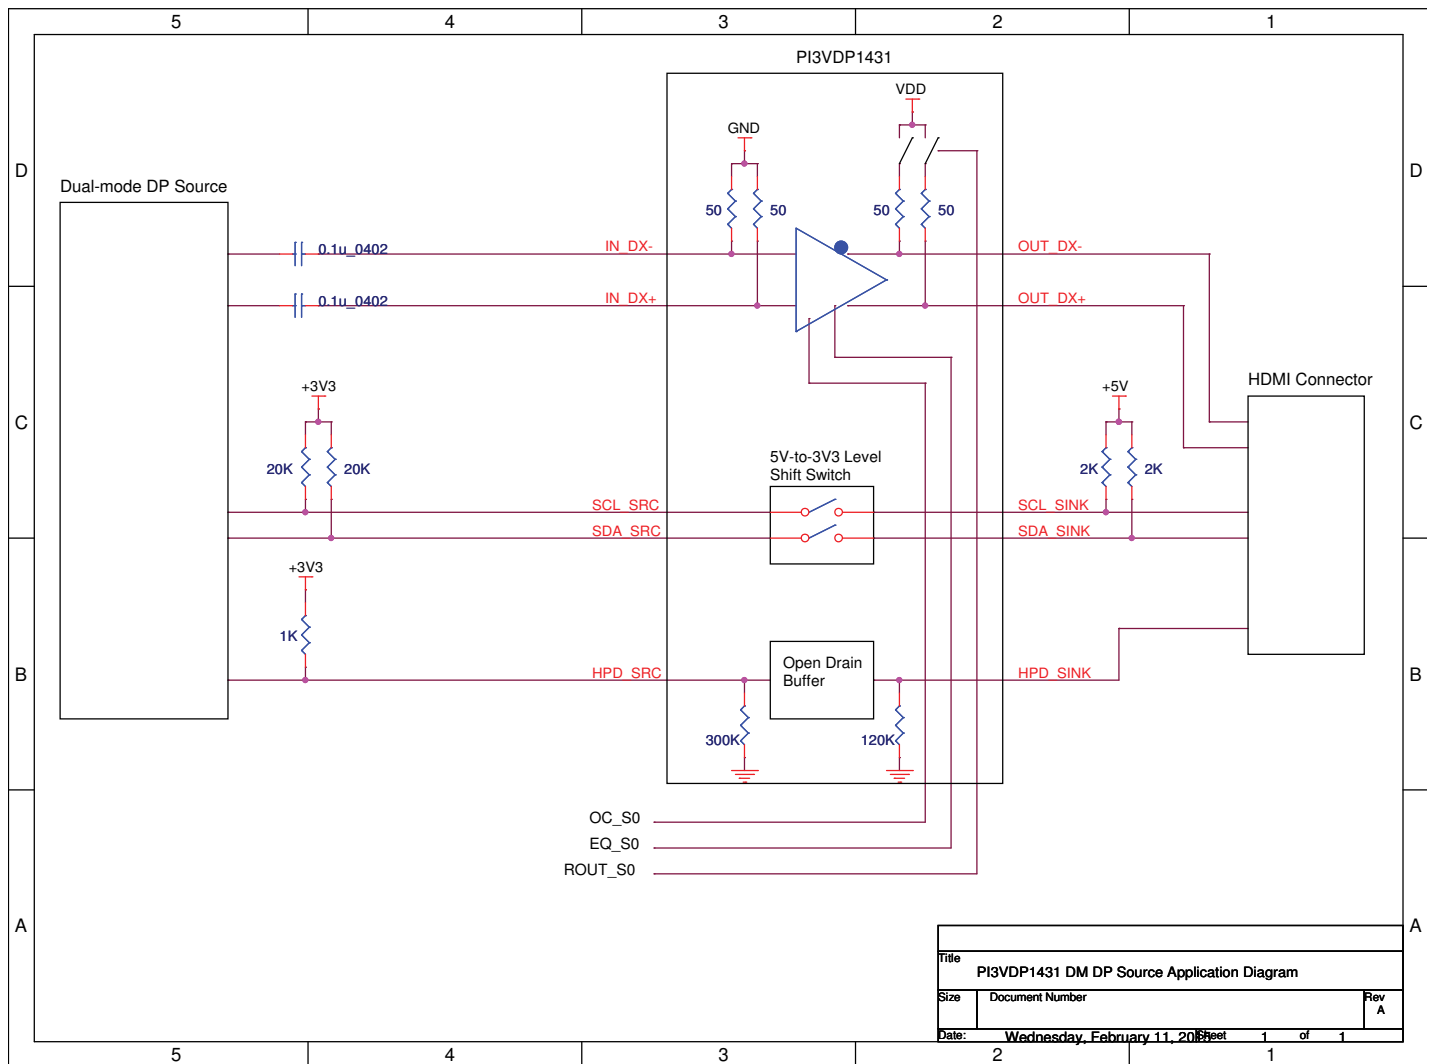 5 4 3 2 1
PI3VDP1431
VDD
GND
D D
Dual-mode DP Source
50 50 50 50
0.1u_0402 IN_DX- OUT_DX-
0.1u_0402 IN_DX+ OUT_DX+
HDMI Connector
+3V3 +5V
C C
5V-to-3V3 Level
Shift Switch
20K 20K 2K 2K
SCL_SRC SCL_SINK
SDA_SRC SDA_SINK
+3V3
1K
Open Drain
Buffer
B HPD_SRC HPD_SINK B
300K 120K
OC_S0
EQ_S0
ROUT_S0
A A
Title
PI3VDP1431 DM DP Source Application Diagram
Size Document Number Rev
A
Date: Wednesday, February 11, Sheet 1 of 1
5 4 3 2 1